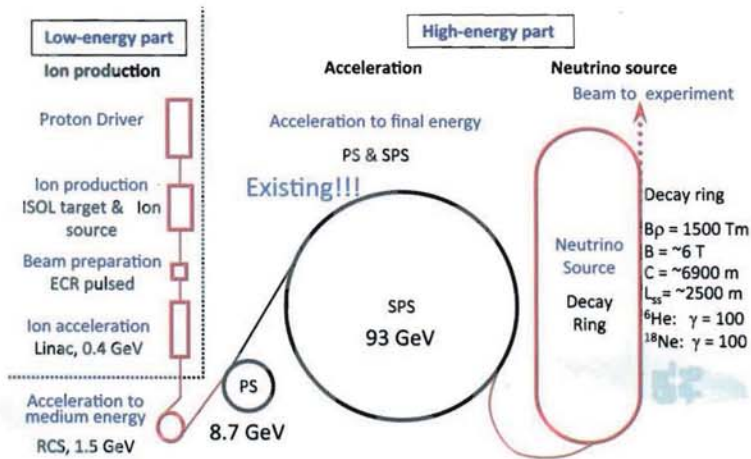 Low-energy part
Ion production
Proton Driver
Ion production
ISOL target & Ion
source
Beam preparation
ECR pulsed
Ion acceleration
Linac, 0.4 GeV
Acceleration to
medium energy
RCS, 1.5 GeV
High-energy part
Acceleration
Acceleration to final energy
PS & SPS
Existing!!!
SPS
93 GeV
PS
8.7 GeV
Neutrino source
Beam to experiment
Neutrino
Source
Decay
Ring
Decay ring
Bρ = 1500 Tm
B = ~6 T
C = ~6900 m
Lss= ~2500 m
⁶He: γ = 100
¹⁸Ne: γ = 100